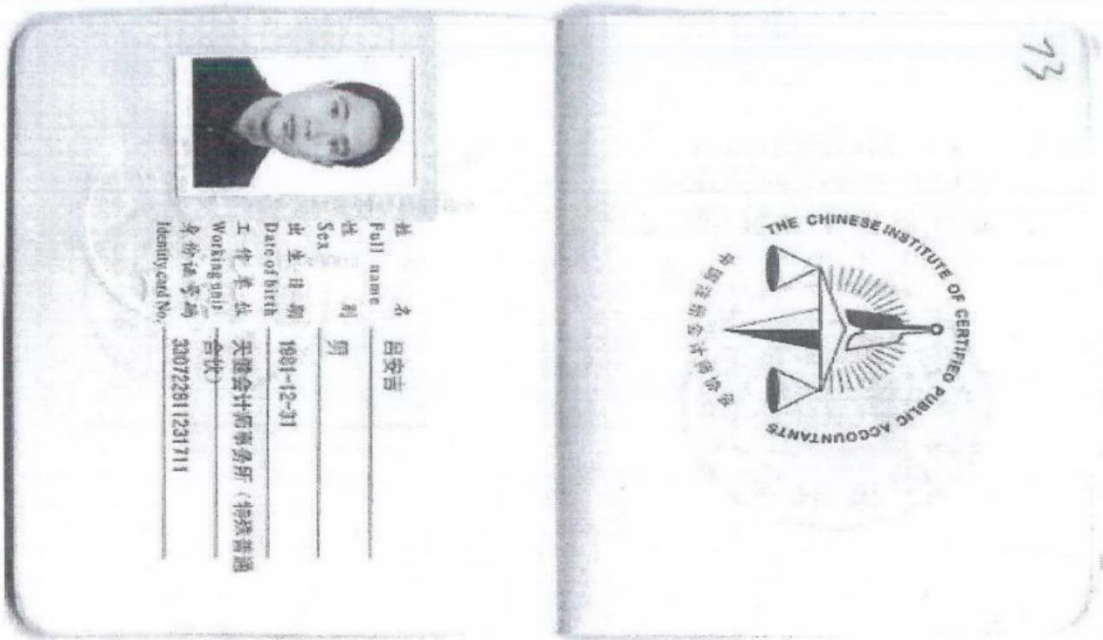 姓 名 吕安吉
Full name
性 别 男
Sex
出 生 日 期 1981-12-31
Date of birth
工 作 单 位 天健会计师事务所（特殊普通
Working unit 合伙）
身 份 证 号 码 330722811231711
Identity card No.
73
THE CHINESE INSTITUTE OF CERTIFIED PUBLIC ACCOUNTANTS
中国注册会计师协会